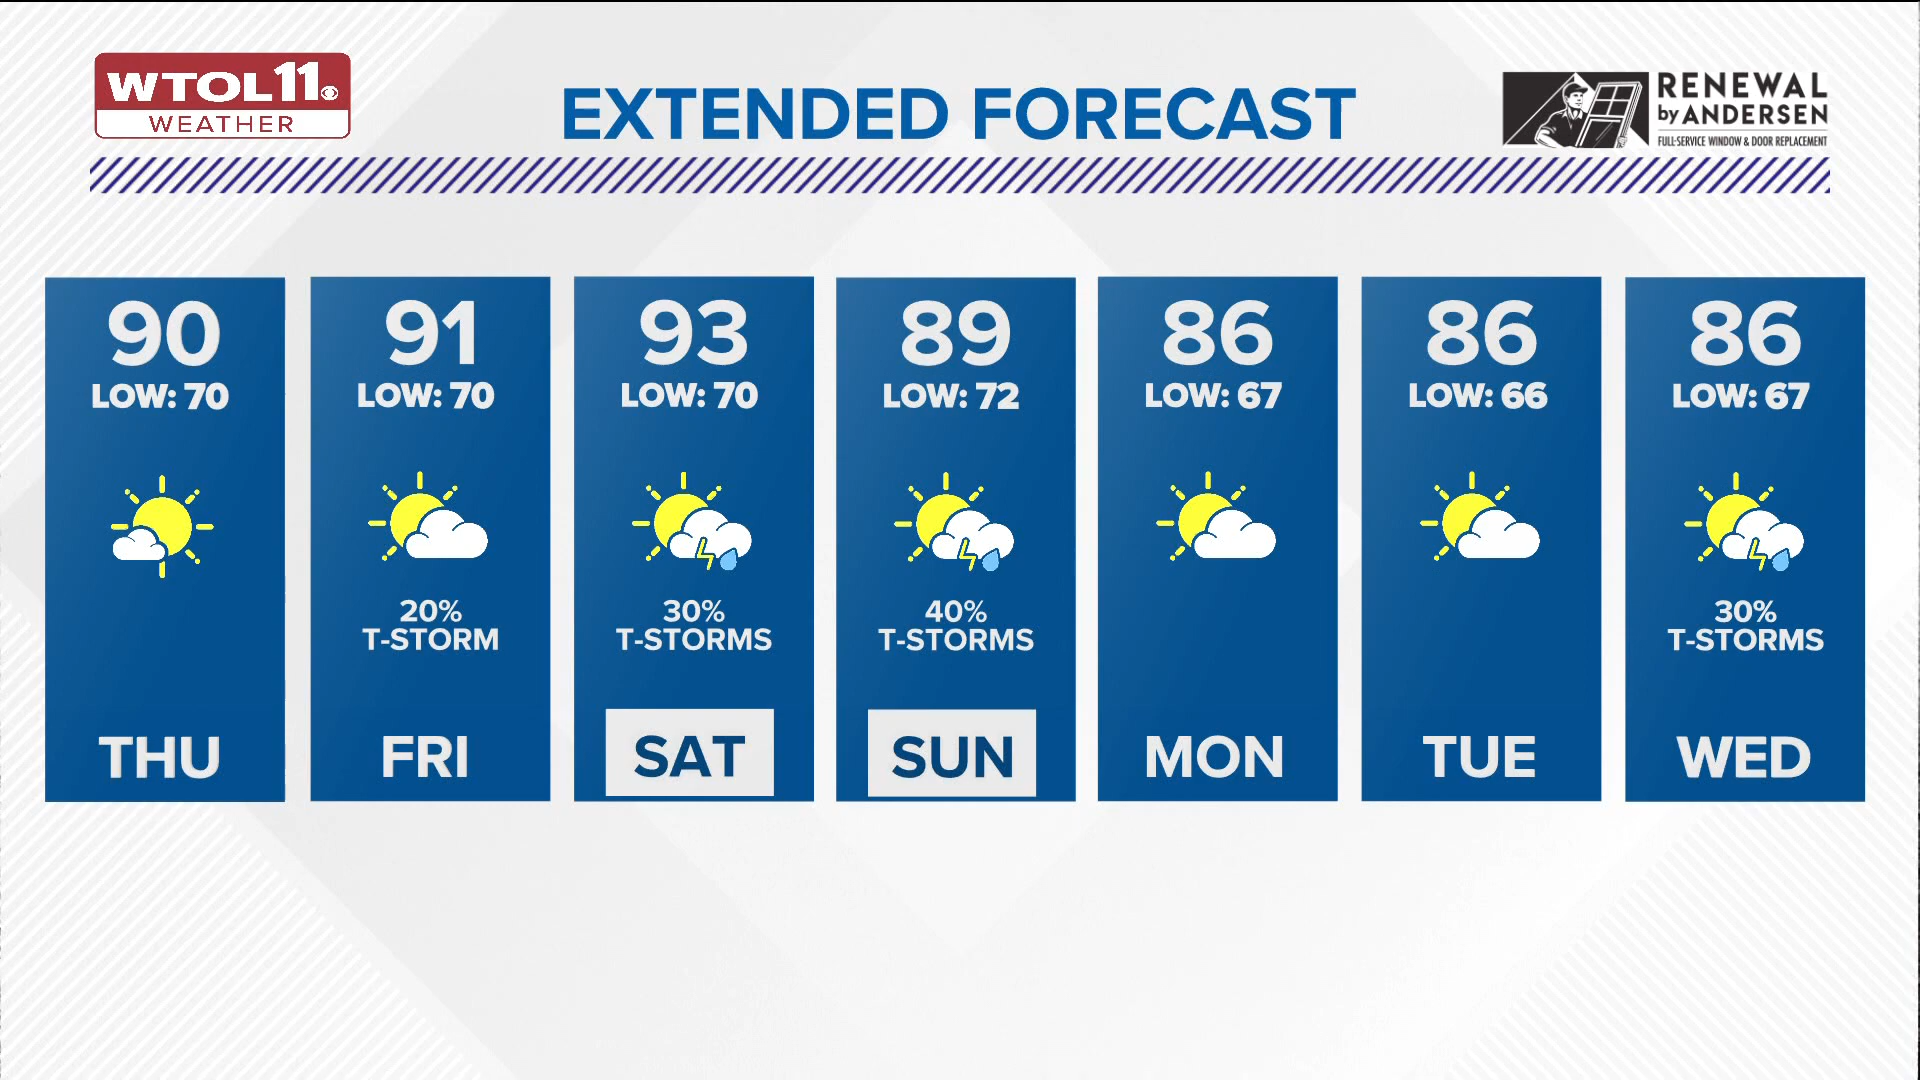 WTOL11
WEATHER
EXTENDED FORECAST
RENEWAL
by ANDERSEN
FULL-SERVICE WINDOW & DOOR REPLACEMENT
90
LOW: 70
THU
91
LOW: 70
20%
T-STORM
FRI
93
LOW: 70
30%
T-STORMS
SAT
89
LOW: 72
40%
T-STORMS
SUN
86
LOW: 67
MON
86
LOW: 66
TUE
86
LOW: 67
30%
T-STORMS
WED